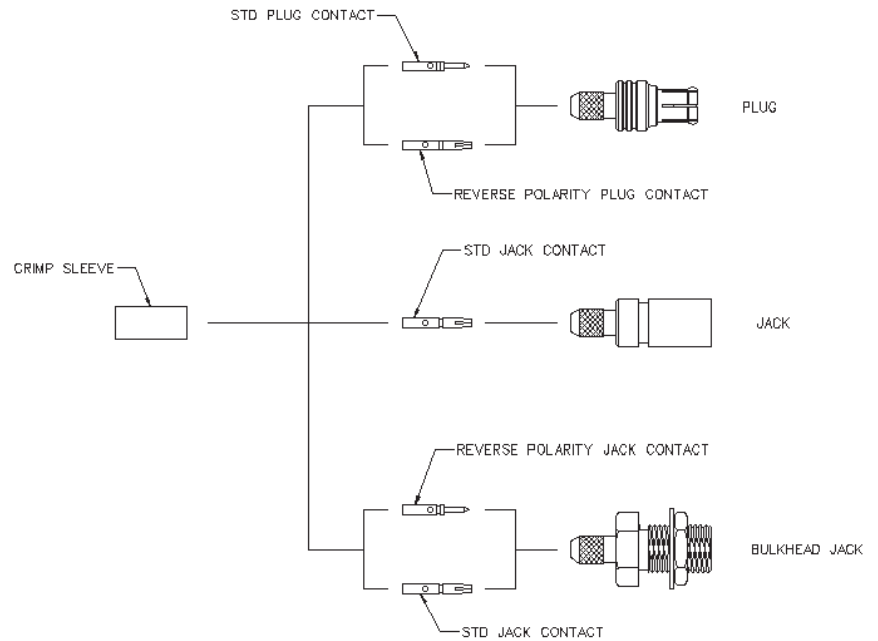 STD PLUG CONTACT
PLUG
REVERSE POLARITY PLUG CONTACT
STD JACK CONTACT
CRIMP SLEEVE
JACK
REVERSE POLARITY JACK CONTACT
BULKHEAD JACK
STD JACK CONTACT